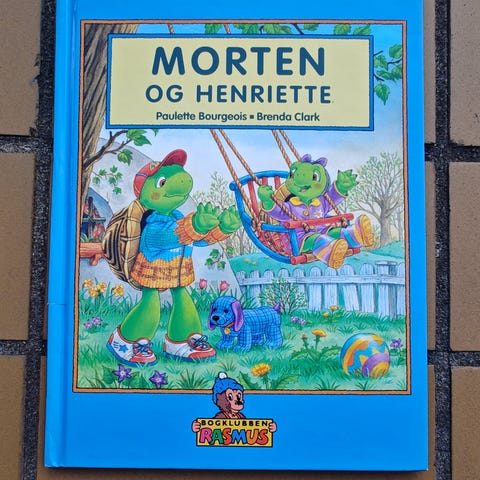 MORTEN
OG HENRIETTE
Paulette Bourgeois ▪ Brenda Clark
BOGKLUBBEN
RASMUS